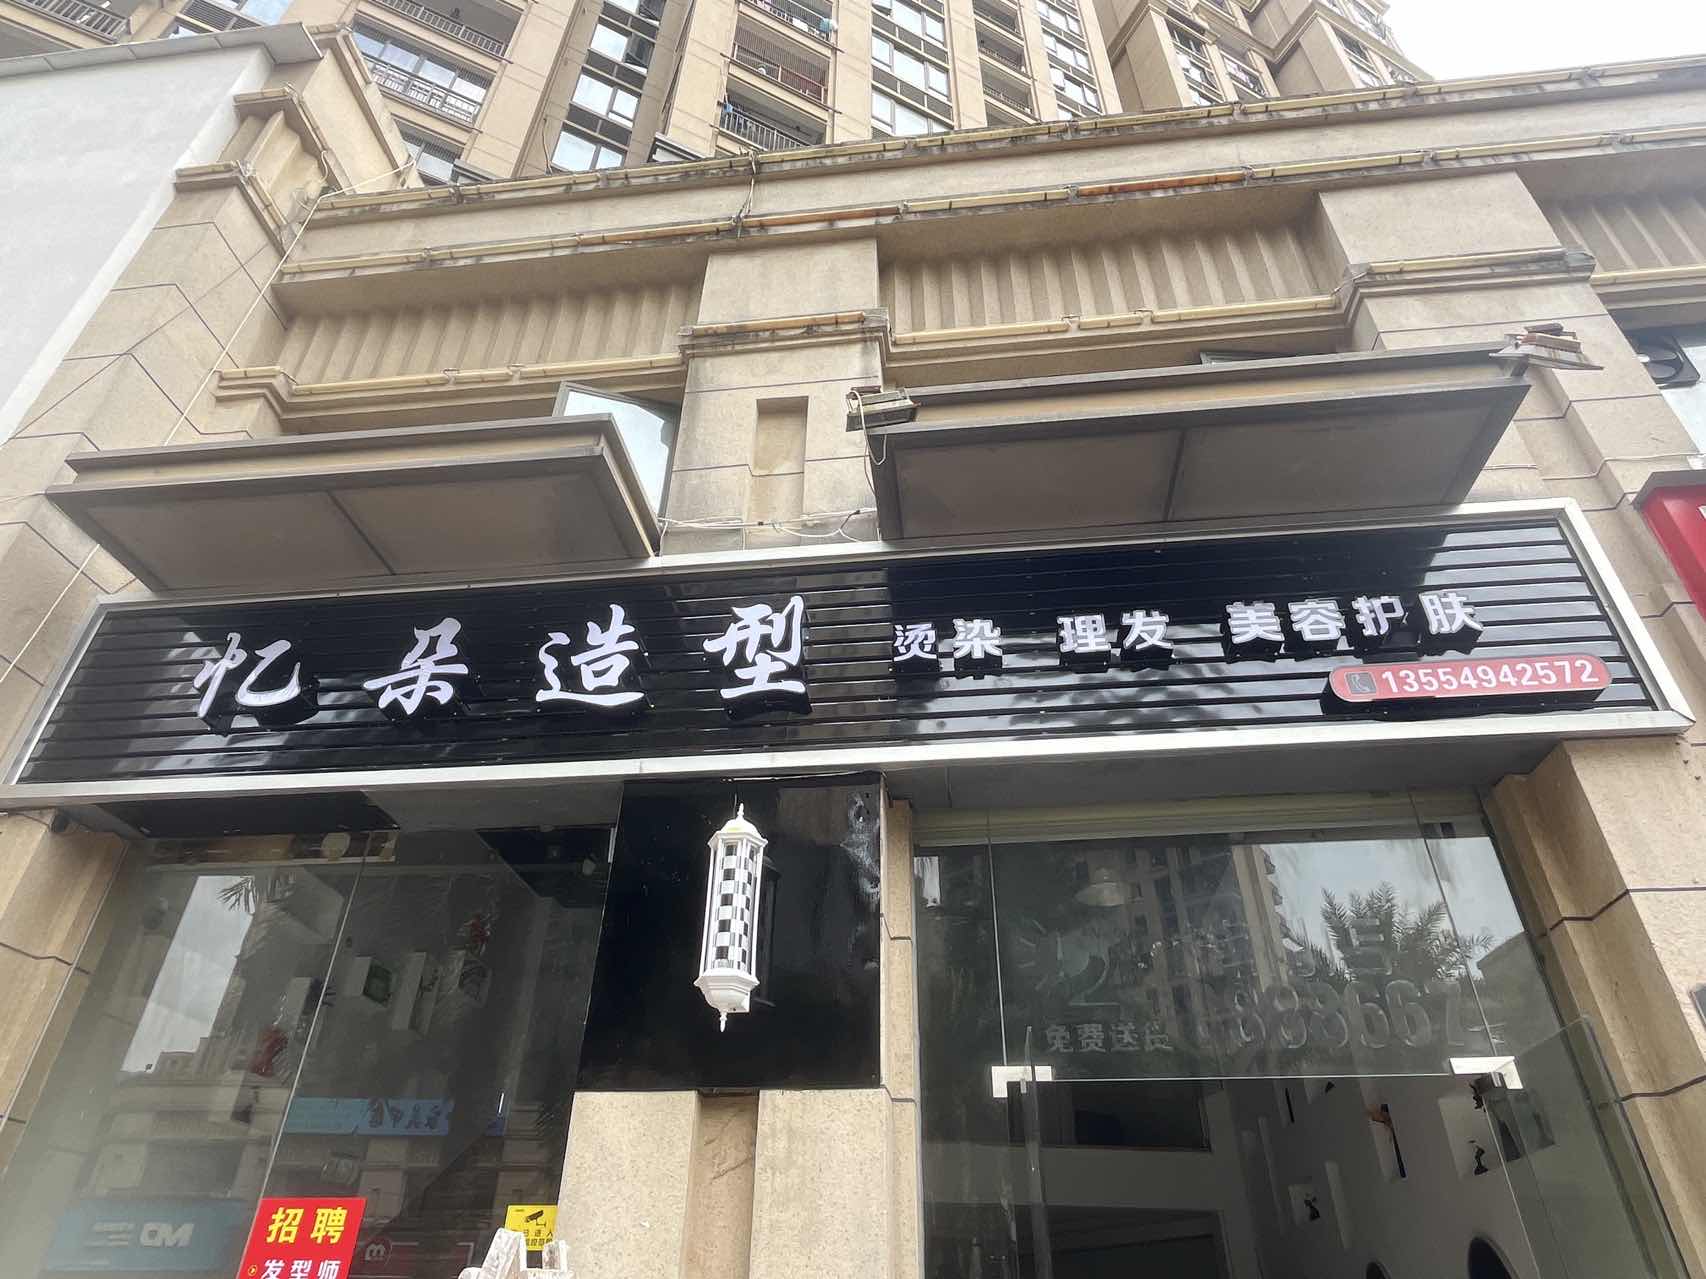 忆朵造型
烫染 理发 美容护肤
13554942572
免费送货
招聘
发型师